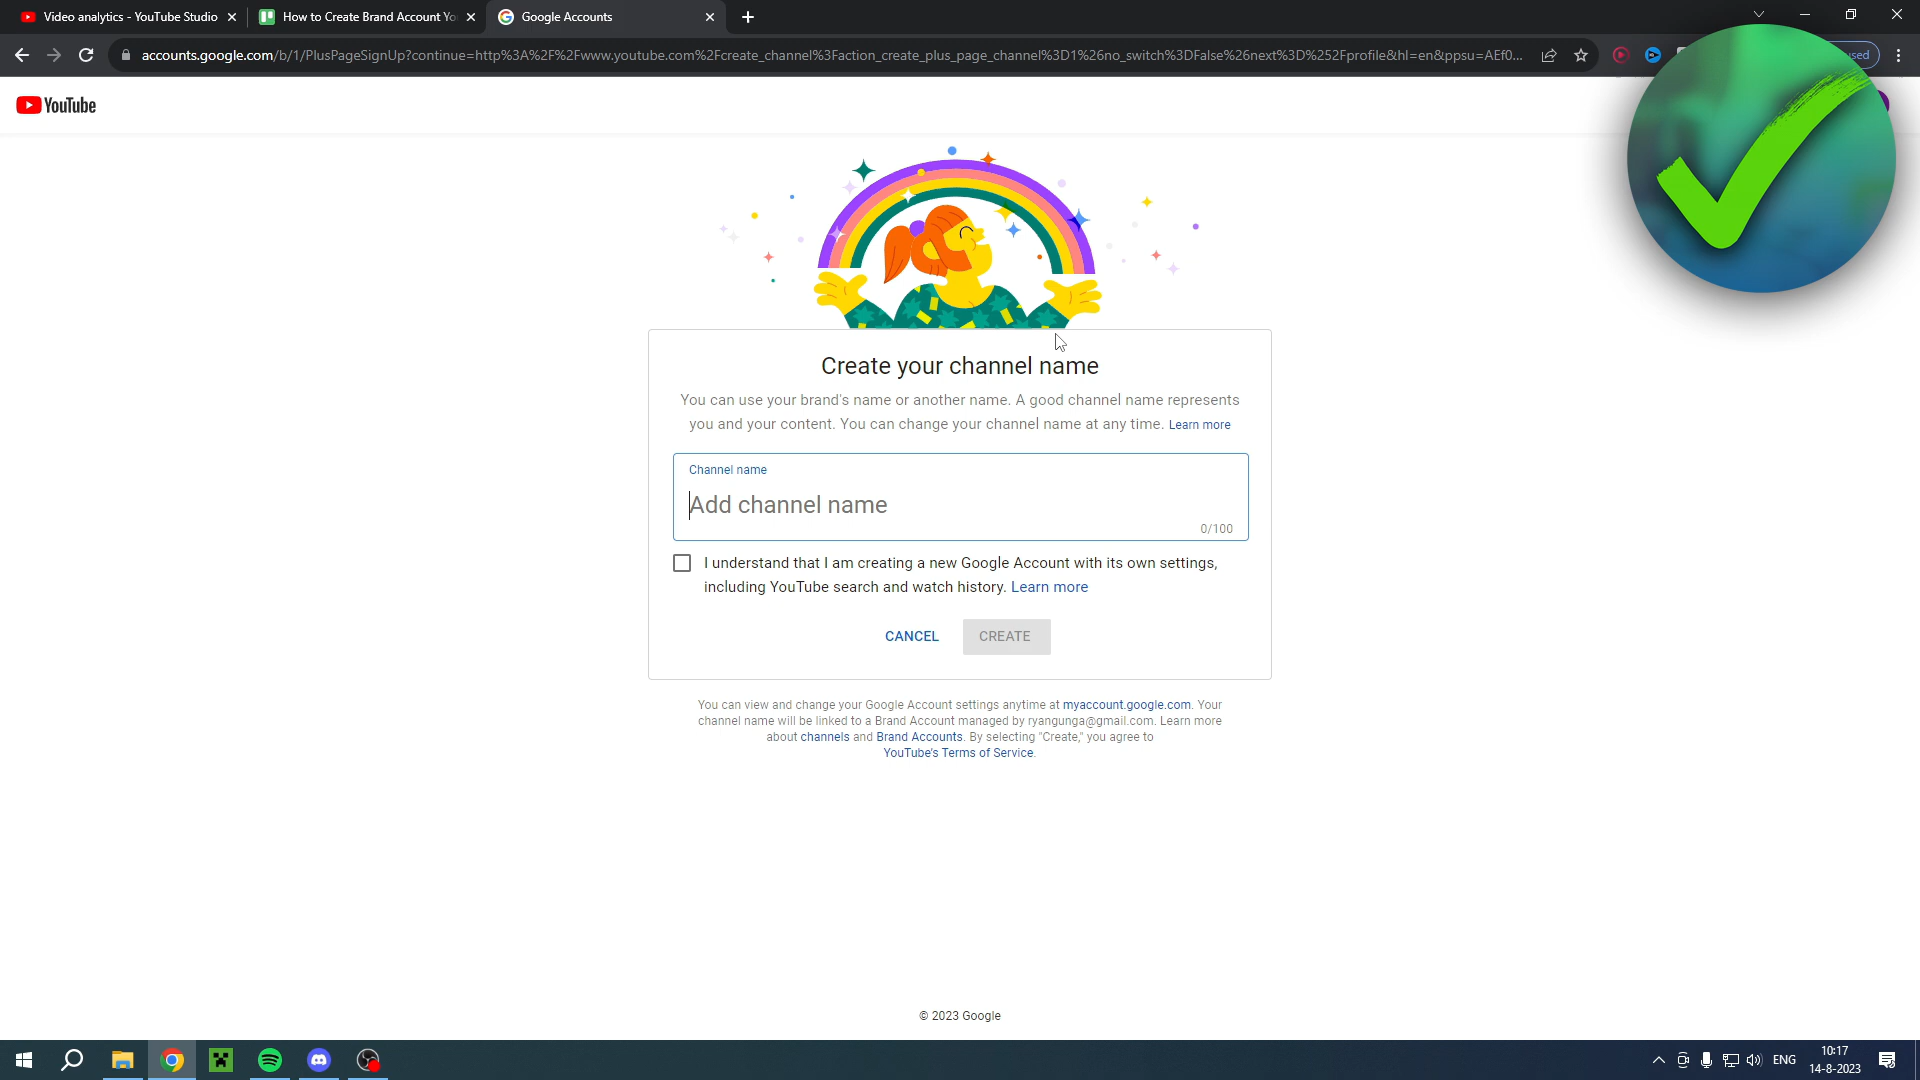 Video analytics - YouTube Studio
How to Create Brand Account Yo
Google Accounts
accounts.google.com/b/1/PlusPageSignUp?continue=http%3A%2F%2Fwww.youtube.com%2Fcreate_channel%3Faction_create_plus_page_channel%3D1%26no_switch%3DFalse%26next%3D%252Fprofile&hl=en&ppsu=AEf0...
used
YouTube
Create your channel name
You can use your brand's name or another name. A good channel name represents
you and your content. You can change your channel name at any time. Learn more
Channel name
Add channel name
0/100
I understand that I am creating a new Google Account with its own settings,
including YouTube search and watch history. Learn more
CANCEL
CREATE
You can view and change your Google Account settings anytime at myaccount.google.com. Your
channel name will be linked to a Brand Account managed by ryangunga@gmail.com. Learn more
about channels and Brand Accounts. By selecting "Create," you agree to
YouTube's Terms of Service.
© 2023 Google
ENG
10:17
14-8-2023